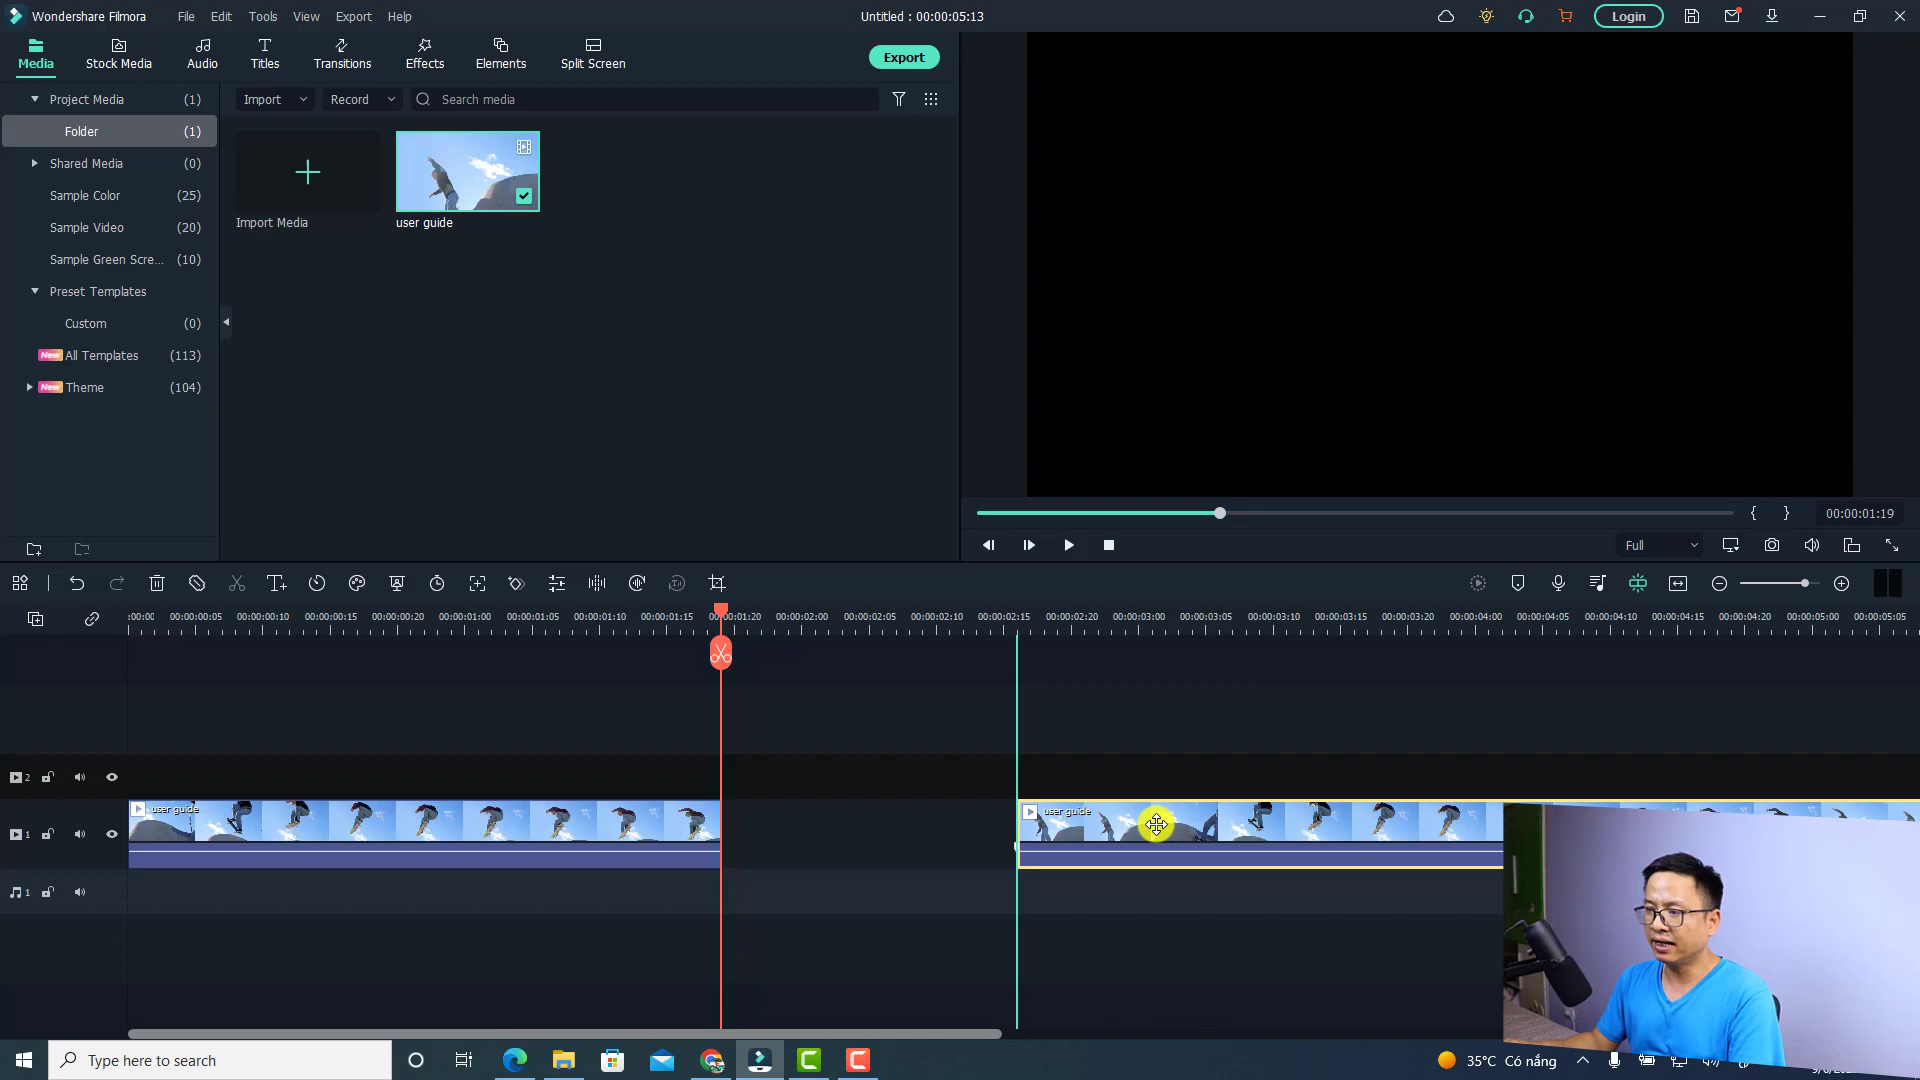 Wondershare Filmora
File
Edit
Tools
View
Export
Help
Untitled : 00:00:05:13
Login
Media
Stock Media
Audio
Titles
Transitions
Effects
Elements
Split Screen
Export
Project Media (1)
Folder (1)
Shared Media (0)
Sample Color (25)
Sample Video (20)
Sample Green Scre... (10)
Preset Templates
Custom (0)
New All Templates (113)
New Theme (104)
Import
Record
Search media
Import Media
user guide
00:00:01:19
Full
:00:00
00:00:00:05
00:00:00:10
00:00:00:15
00:00:00:20
00:00:01:00
00:00:01:05
00:00:01:10
00:00:01:15
00:00:01:20
00:00:02:00
00:00:02:05
00:00:02:10
00:00:02:15
00:00:02:20
00:00:03:00
00:00:03:05
00:00:03:10
00:00:03:15
00:00:03:20
00:00:04:00
00:00:04:05
00:00:04:10
00:00:04:15
00:00:04:20
00:00:05:00
00:00:05:05
2
1
user guide
user guide
1
Type here to search
35°C Có nắng